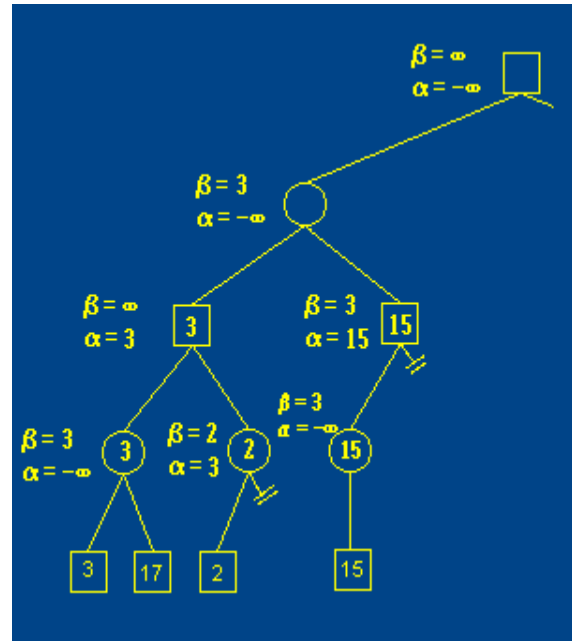 β = ∞
α = -∞
β = 3
α = -∞
β = ∞
α = 3
3
β = 3
α = 15
15
β = 3
α = -∞
3
β = 2
α = 3
2
β = 3
α = -∞
15
3
17
2
15